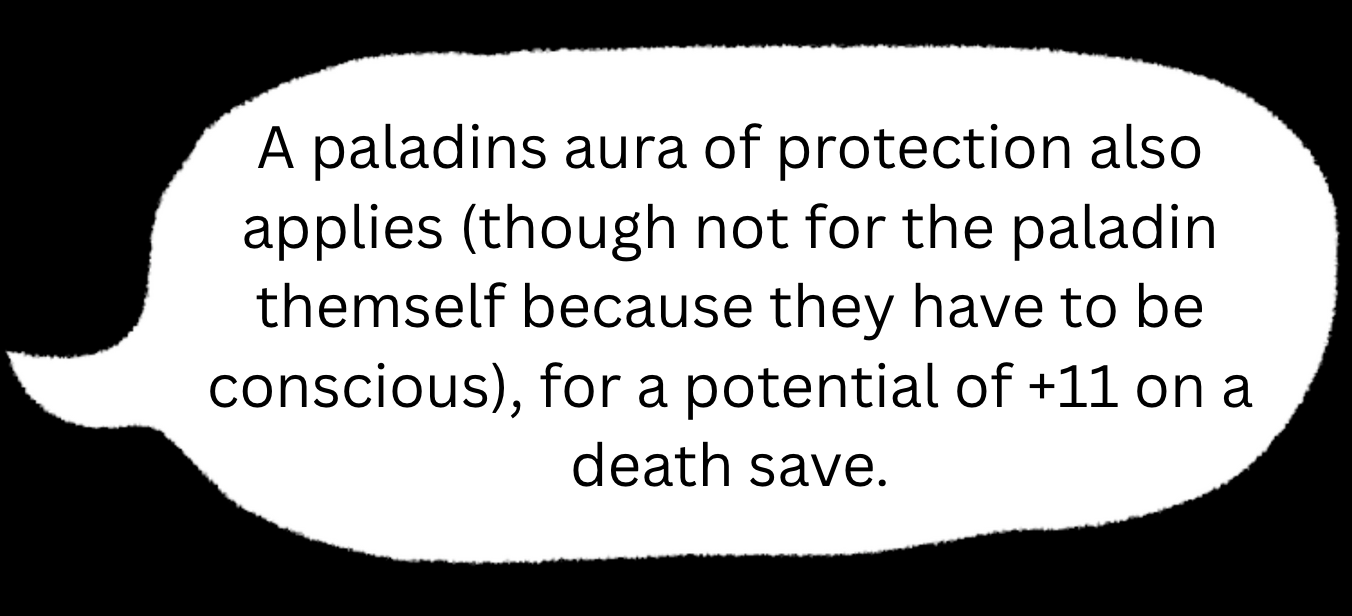 A paladins aura of protection also
applies (though not for the paladin
themself because they have to be
conscious), for a potential of +11 on a
death save.